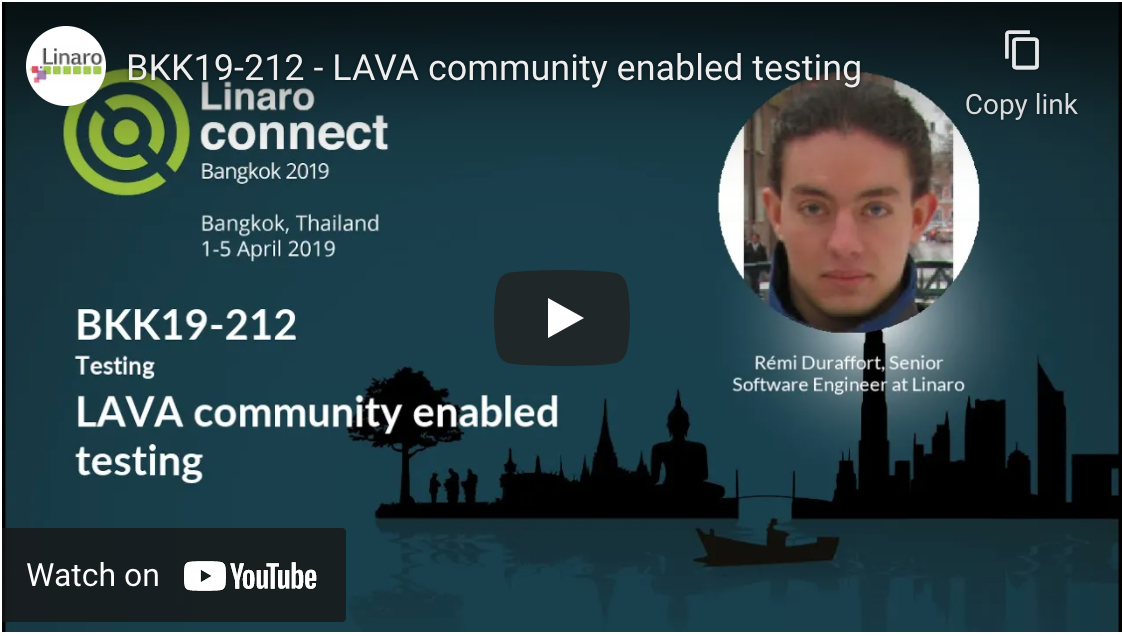 Linaro
BKK19-212 - LAVA community enabled testing
Copy link
Linaro
connect
Bangkok 2019
Bangkok, Thailand
1-5 April 2019
BKK19-212
Testing
LAVA community enabled
testing
Rémi Duraffort, Senior
Software Engineer at Linaro
Watch on YouTube